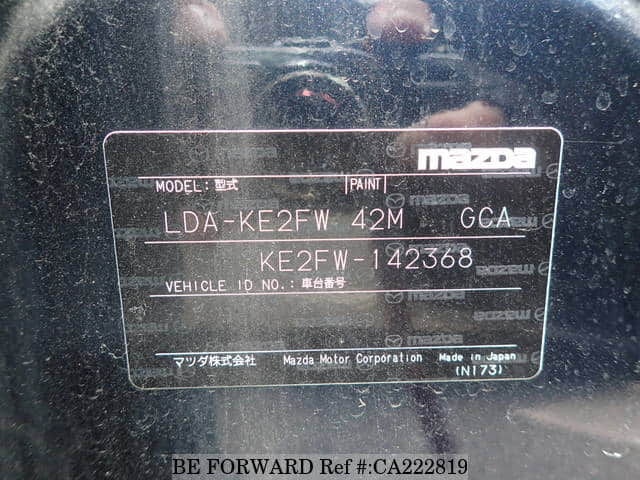 mazda
MODEL:型式 PAINT
LDA-KE2FW 42M GCA
KE2FW-142368
VEHICLE ID NO.:車台番号
マツダ株式会社 Mazda Motor Corporation Made in Japan
(N173)
BE FORWARD Ref #:CA222819